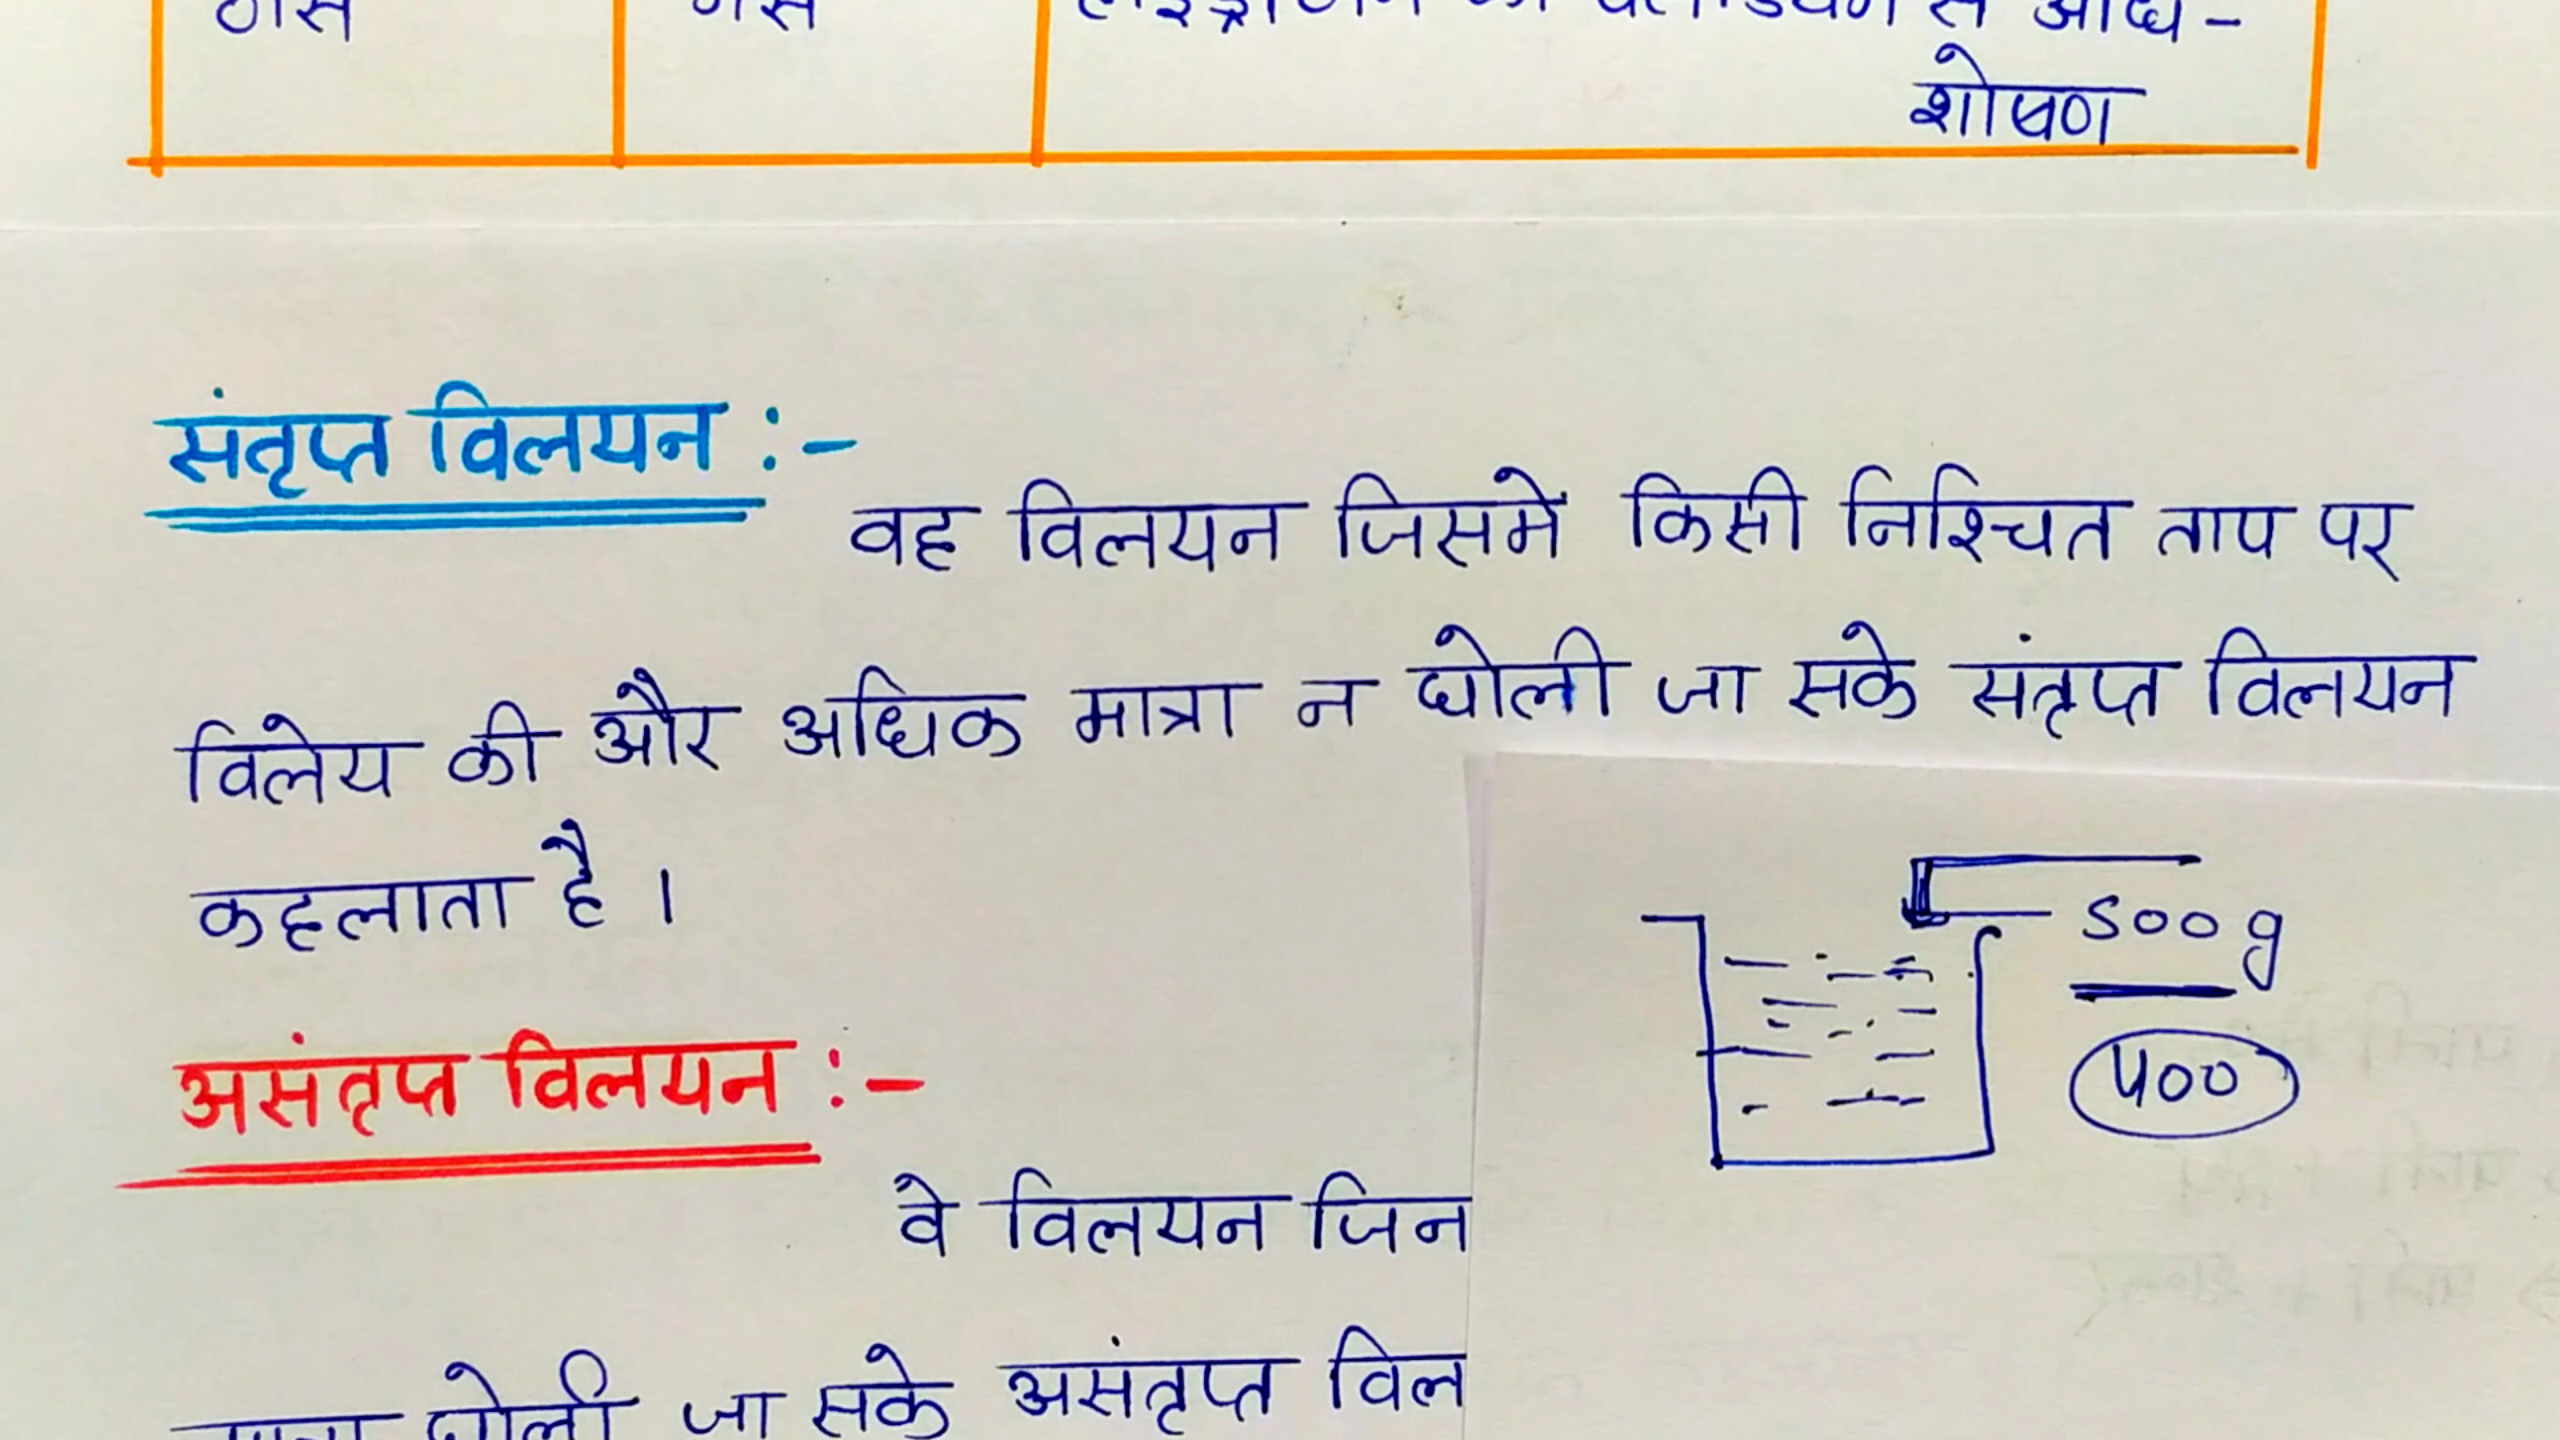 से
शोषण
संतृप्त विलयन :-
वह विलयन जिसमे किसी निश्चित ताप पर
विलेय की और अधिक मात्रा न घोली जा सके संतृप्त विलयन
कहलाता है ।
500 g
400
असंतृप्त विलयन :-
वे विलयन जिन
घोली जा सके असंतृप्त विल